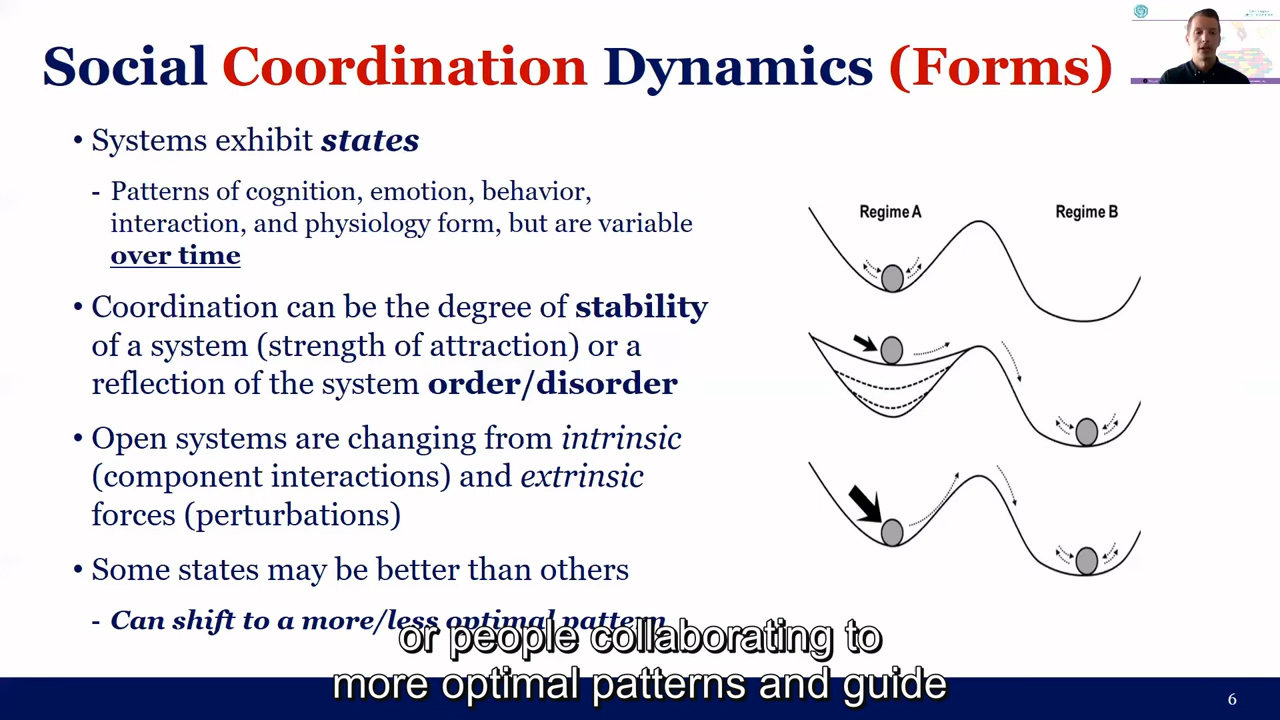 Social Coordination Dynamics (Forms)
• Systems exhibit states
- Patterns of cognition, emotion, behavior,
interaction, and physiology form, but are variable
over time
• Coordination can be the degree of stability
of a system (strength of attraction) or a
reflection of the system order/disorder
• Open systems are changing from intrinsic
(component interactions) and extrinsic
forces (perturbations)
• Some states may be better than others
- Can shift to a more/less optimal pattern
Regime A
Regime B
or people collaborating to
more optimal patterns and guide
6